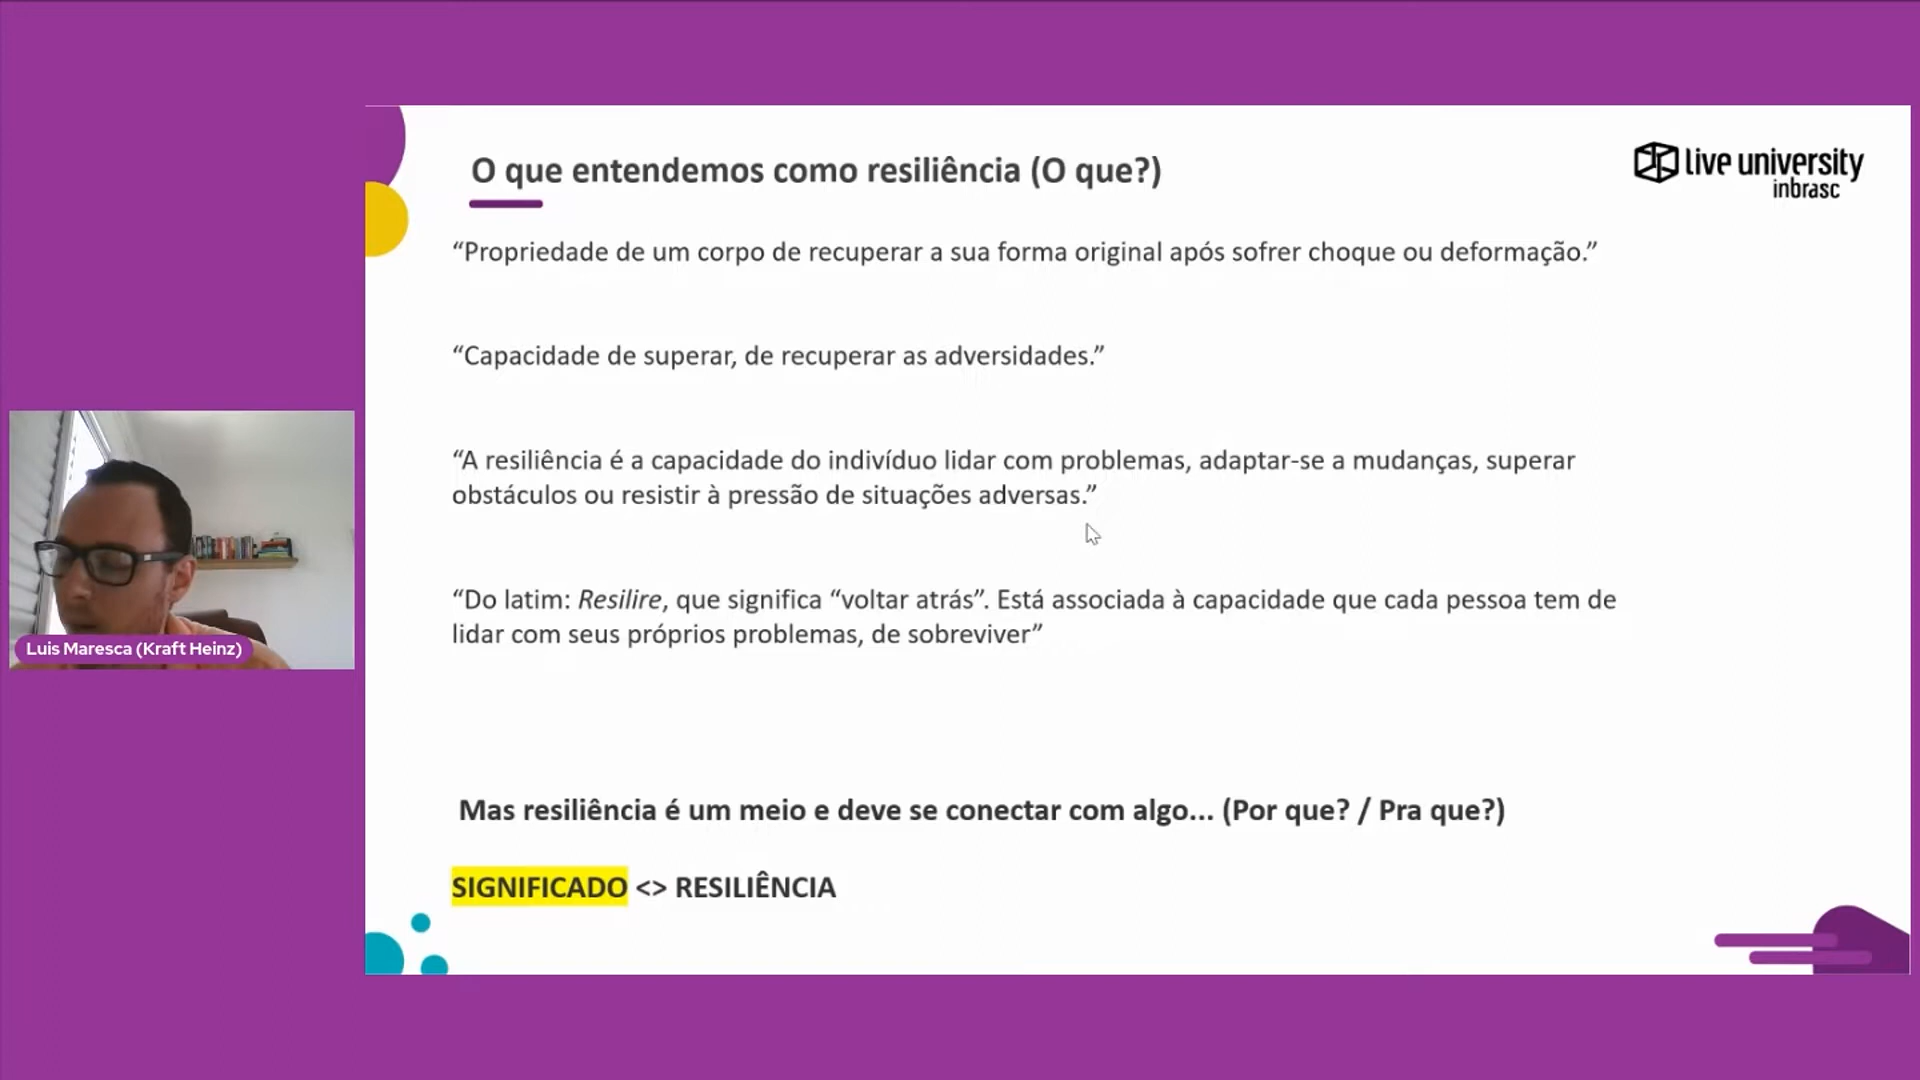 O que entendemos como resiliência (O que?)
live university
inbrasc
“Propriedade de um corpo de recuperar a sua forma original após sofrer choque ou deformação.”
“Capacidade de superar, de recuperar as adversidades.”
“A resiliência é a capacidade do indivíduo lidar com problemas, adaptar-se a mudanças, superar
obstáculos ou resistir à pressão de situações adversas.”
“Do latim: Resilire, que significa “voltar atrás”. Está associada à capacidade que cada pessoa tem de
lidar com seus próprios problemas, de sobreviver”
Luis Maresca (Kraft Heinz)
Mas resiliência é um meio e deve se conectar com algo... (Por que? / Pra que?)
SIGNIFICADO <> RESILIÊNCIA